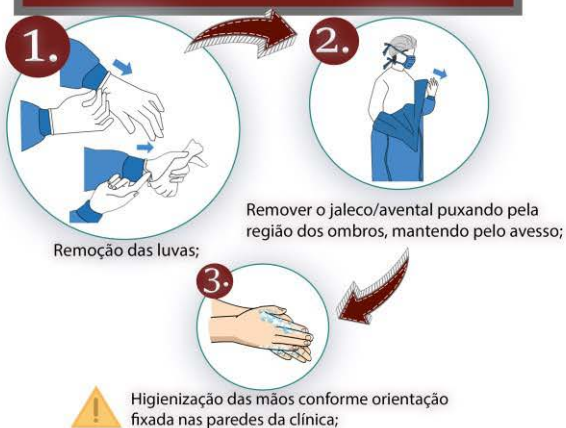 1.
2.
Remoção das luvas;
Remover o jaleco/avental puxando pela
região dos ombros, mantendo pelo avesso;
3.
Higienização das mãos conforme orientação
fixada nas paredes da clínica;